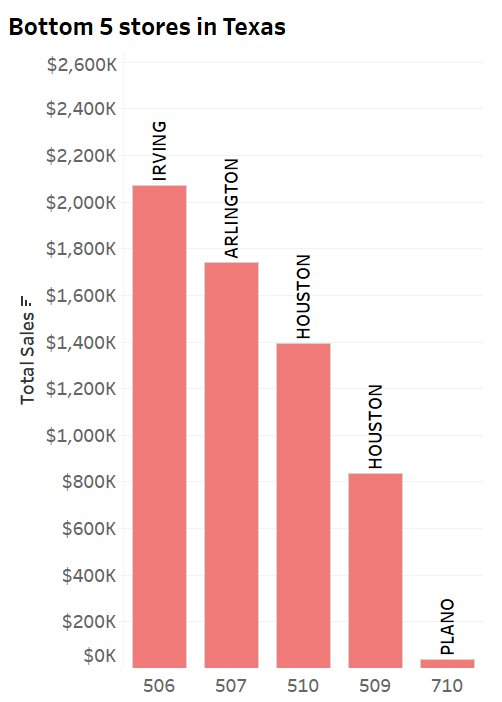 Bottom 5 stores in Texas
$2,600K
$2,400K
$2,200K
$2,000K
$1,800K
$1,600K
$1,400K
$1,200K
$1,000K
$800K
$600K
$400K
$200K
$0K
Total Sales
IRVING
ARLINGTON
HOUSTON
HOUSTON
PLANO
506 507 510 509 710